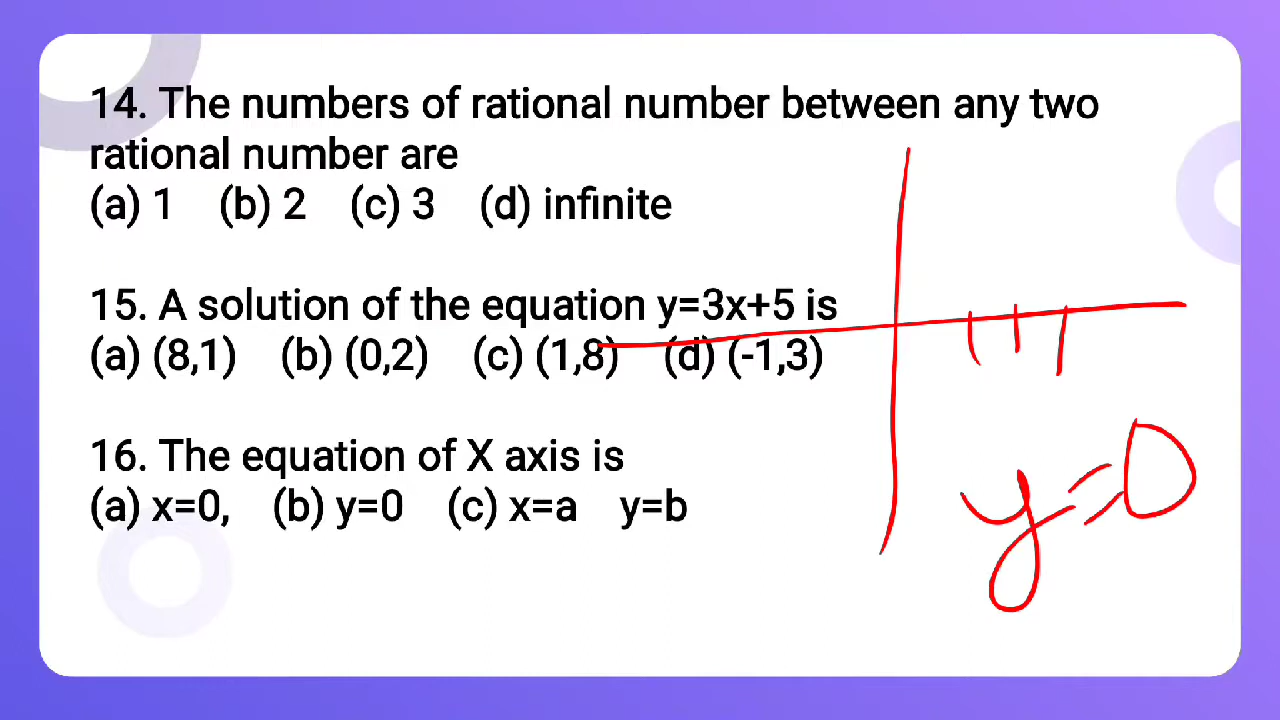 14. The numbers of rational number between any two
rational number are
(a) 1 (b) 2 (c) 3 (d) infinite
15. A solution of the equation y=3x+5 is
(a) (8,1) (b) (0,2) (c) (1,8) (d) (-1,3)
16. The equation of X axis is
(a) x=0, (b) y=0 (c) x=a y=b
y=0